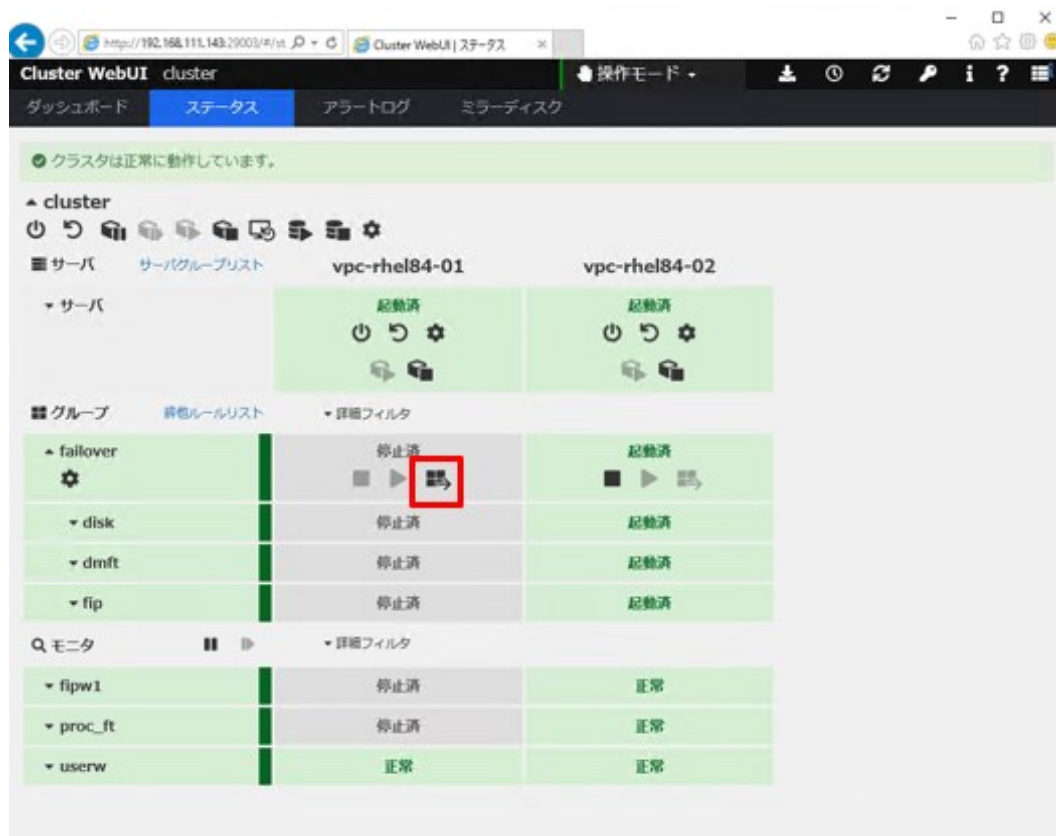 http://192.168.111.143:29003/#/st
Cluster WebUI | ステータス
Cluster WebUI cluster 操作モード
ダッシュボード ステータス アラートログ ミラーディスク
クラスタは正常に動作しています。
cluster
サーバ サーバグループリスト vpc-rhel84-01 vpc-rhel84-02
サーバ 起動済 起動済
グループ 排他ルールリスト 詳細フィルタ
failover 停止済 起動済
disk 停止済 起動済
dmft 停止済 起動済
fip 停止済 起動済
モニタ 詳細フィルタ
fipw1 停止済 正常
proc_ft 停止済 正常
userw 正常 正常